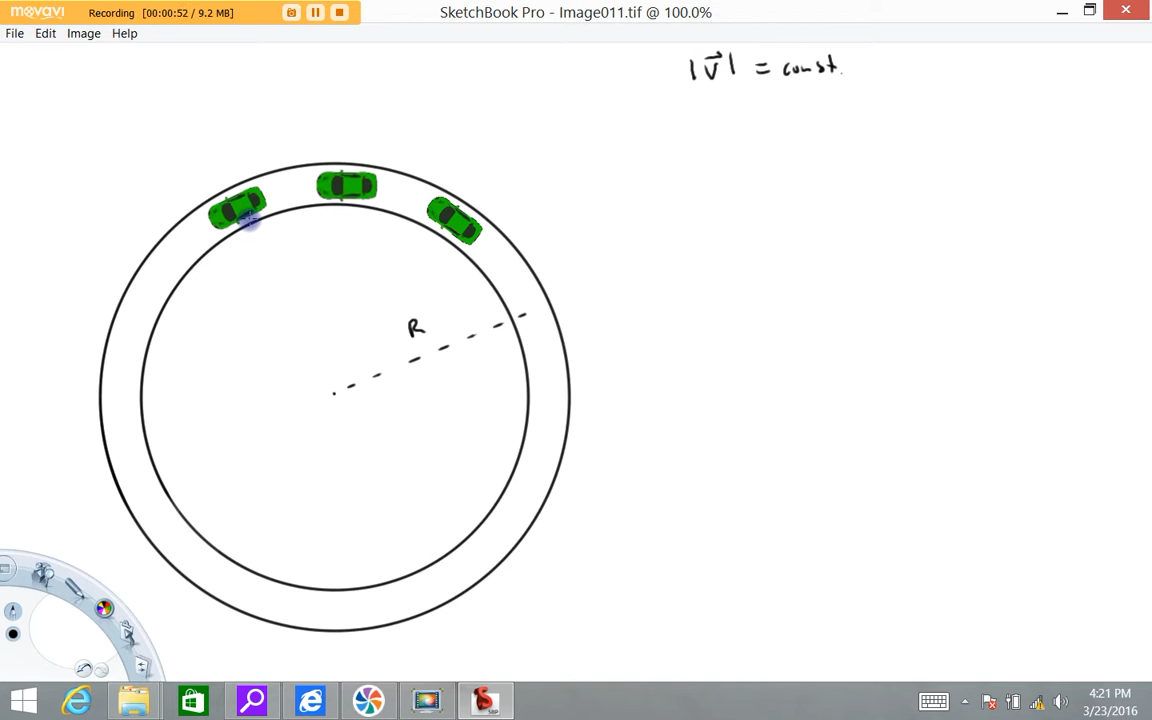 movavi Recording [00:00:52 / 9.2 MB]
SketchBook Pro - Image011.tif @ 100.0%
File Edit Image Help
|v⃗| = const.
R
4:21 PM
3/23/2016